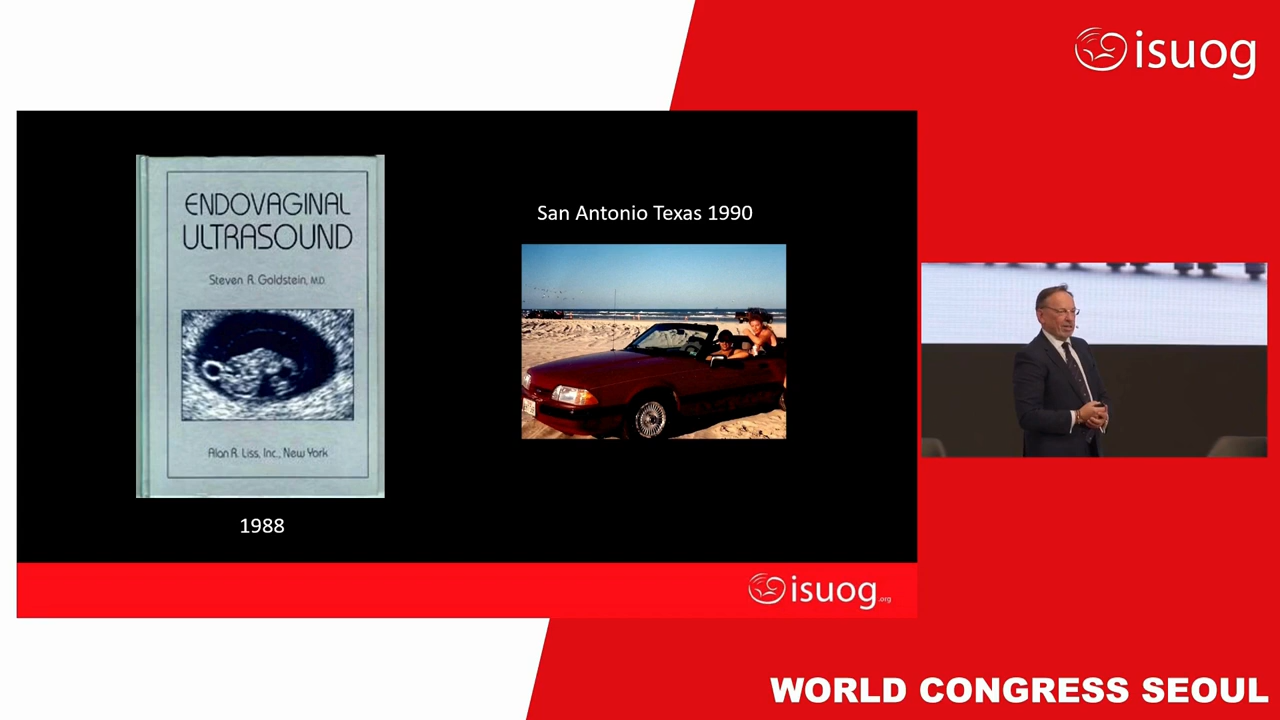 isuog
ENDOVAGINAL
ULTRASOUND
Steven R. Goldstein, M.D.
Alan R. Liss, Inc., New York
1988
San Antonio Texas 1990
isuog.org
WORLD CONGRESS SEOUL